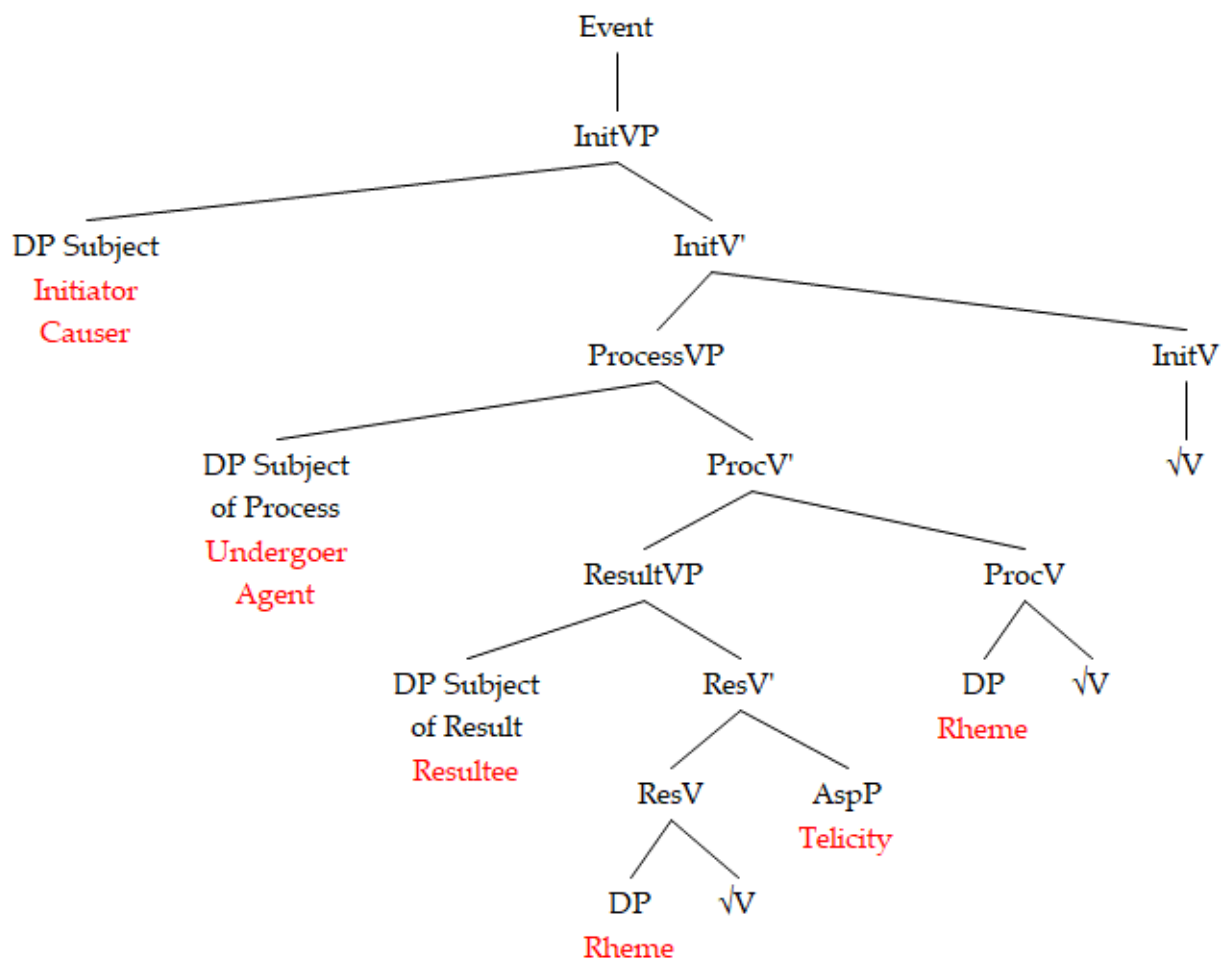 Event
InitVP
DP Subject
Initiator
Causer
InitV'
ProcessVP
InitV
DP Subject
of Process
Undergoer
Agent
ProcV'
√V
ResultVP
ProcV
DP Subject
of Result
Resultee
ResV'
DP
Rheme
√V
ResV
AspP
Telicity
DP
Rheme
√V